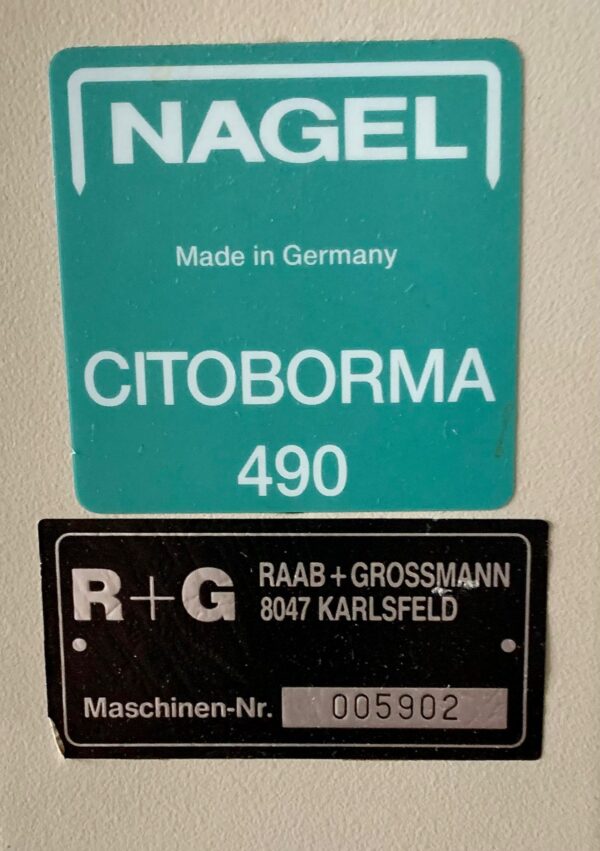 NAGEL
Made in Germany
CITOBORMA
490
R+G RAAB+GROSSMANN
8047 KARLSFELD
Maschinen-Nr. 005902